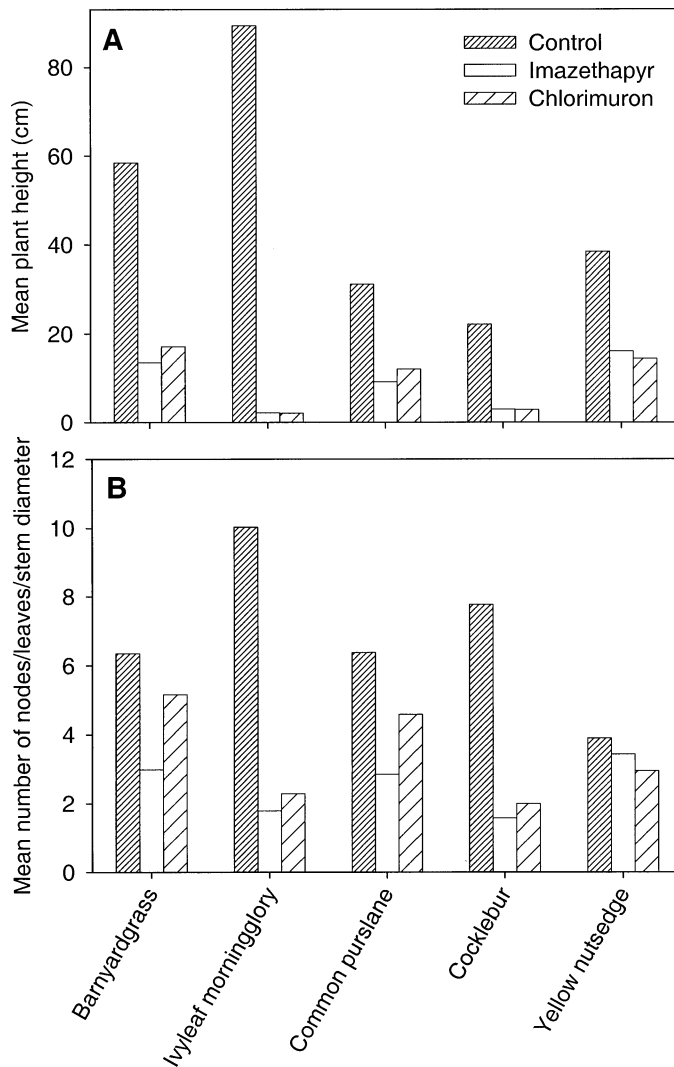 A
Control
Imazethapyr
Chlorimuron
Mean plant height (cm)
80
60
40
20
0
B
Mean number of nodes/leaves/stem diameter
12
10
8
6
4
2
0
Barnyardgrass
Ivyleaf morningglory
Common purslane
Cocklebur
Yellow nutsedge